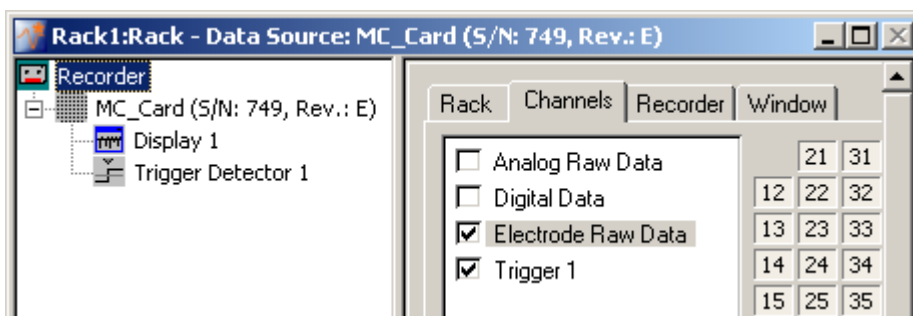 Rack1:Rack - Data Source: MC_Card (S/N: 749, Rev.: E)
Recorder
MC_Card (S/N: 749, Rev.: E)
Display 1
Trigger Detector 1
Rack Channels Recorder Window
Analog Raw Data
Digital Data
Electrode Raw Data
Trigger 1
21 31
12 22 32
13 23 33
14 24 34
15 25 35